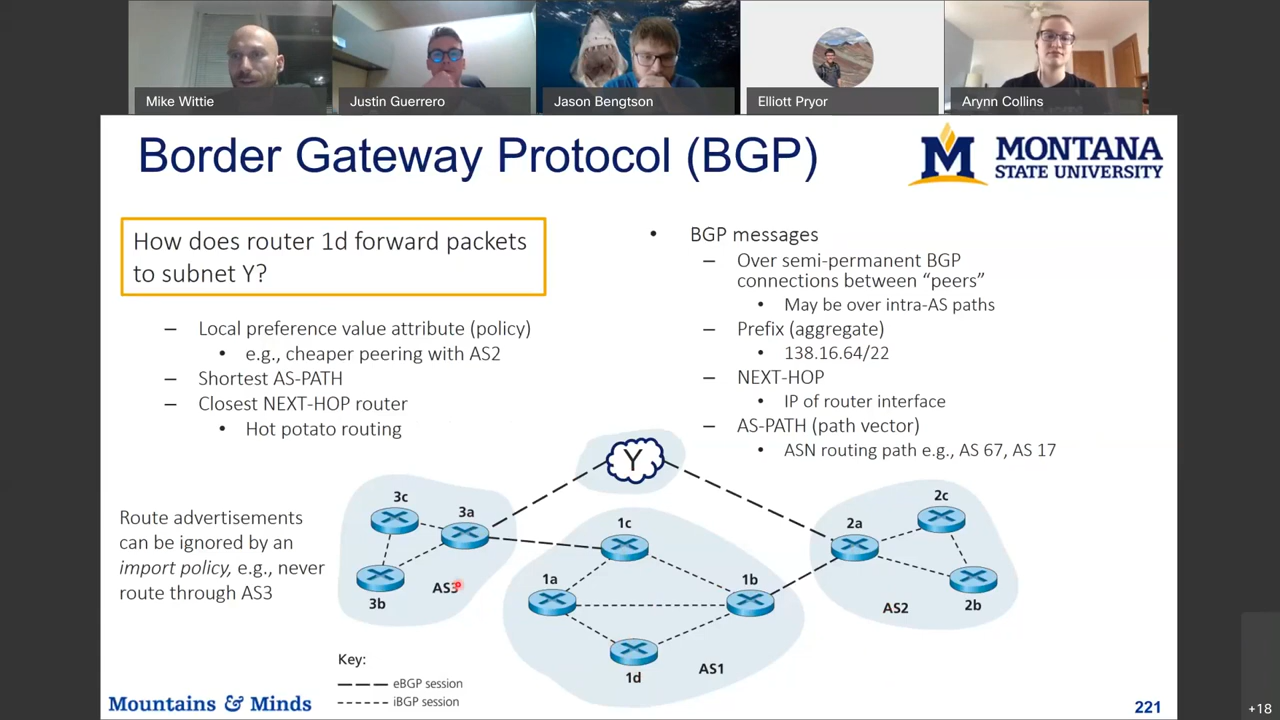 Mike Wittie
Justin Guerrero
Jason Bengtson
Elliott Pryor
Arynn Collins
Border Gateway Protocol (BGP)
M MONTANA
STATE UNIVERSITY
How does router 1d forward packets
to subnet Y?
– Local preference value attribute (policy)
• e.g., cheaper peering with AS2
– Shortest AS-PATH
– Closest NEXT-HOP router
• Hot potato routing
• BGP messages
– Over semi-permanent BGP
connections between “peers”
• May be over intra-AS paths
– Prefix (aggregate)
• 138.16.64/22
– NEXT-HOP
• IP of router interface
– AS-PATH (path vector)
• ASN routing path e.g., AS 67, AS 17
Route advertisements
can be ignored by an
import policy, e.g., never
route through AS3
Y
3c
3a
3b
AS3
1c
1a
1b
1d
AS1
2c
2a
2b
AS2
Key:
eBGP session
iBGP session
Mountains & Minds
221
+18